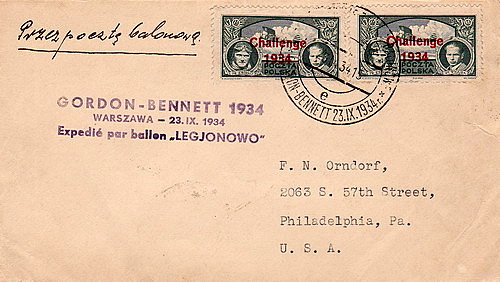 Przez pocztę balonową
Challenge
1934
POCZTA
POLSKA
Challenge
1934
POCZTA
POLSKA
GORDON-BENNETT 1934
WARSZAWA – 23.IX. 1934
Expedié par ballon „LEGJONOWO"
-BENNETT 23.IX.1934.
e
F. N. Orndorf,
2063 S. 57th Street,
Philadelphia, Pa.
U. S. A.